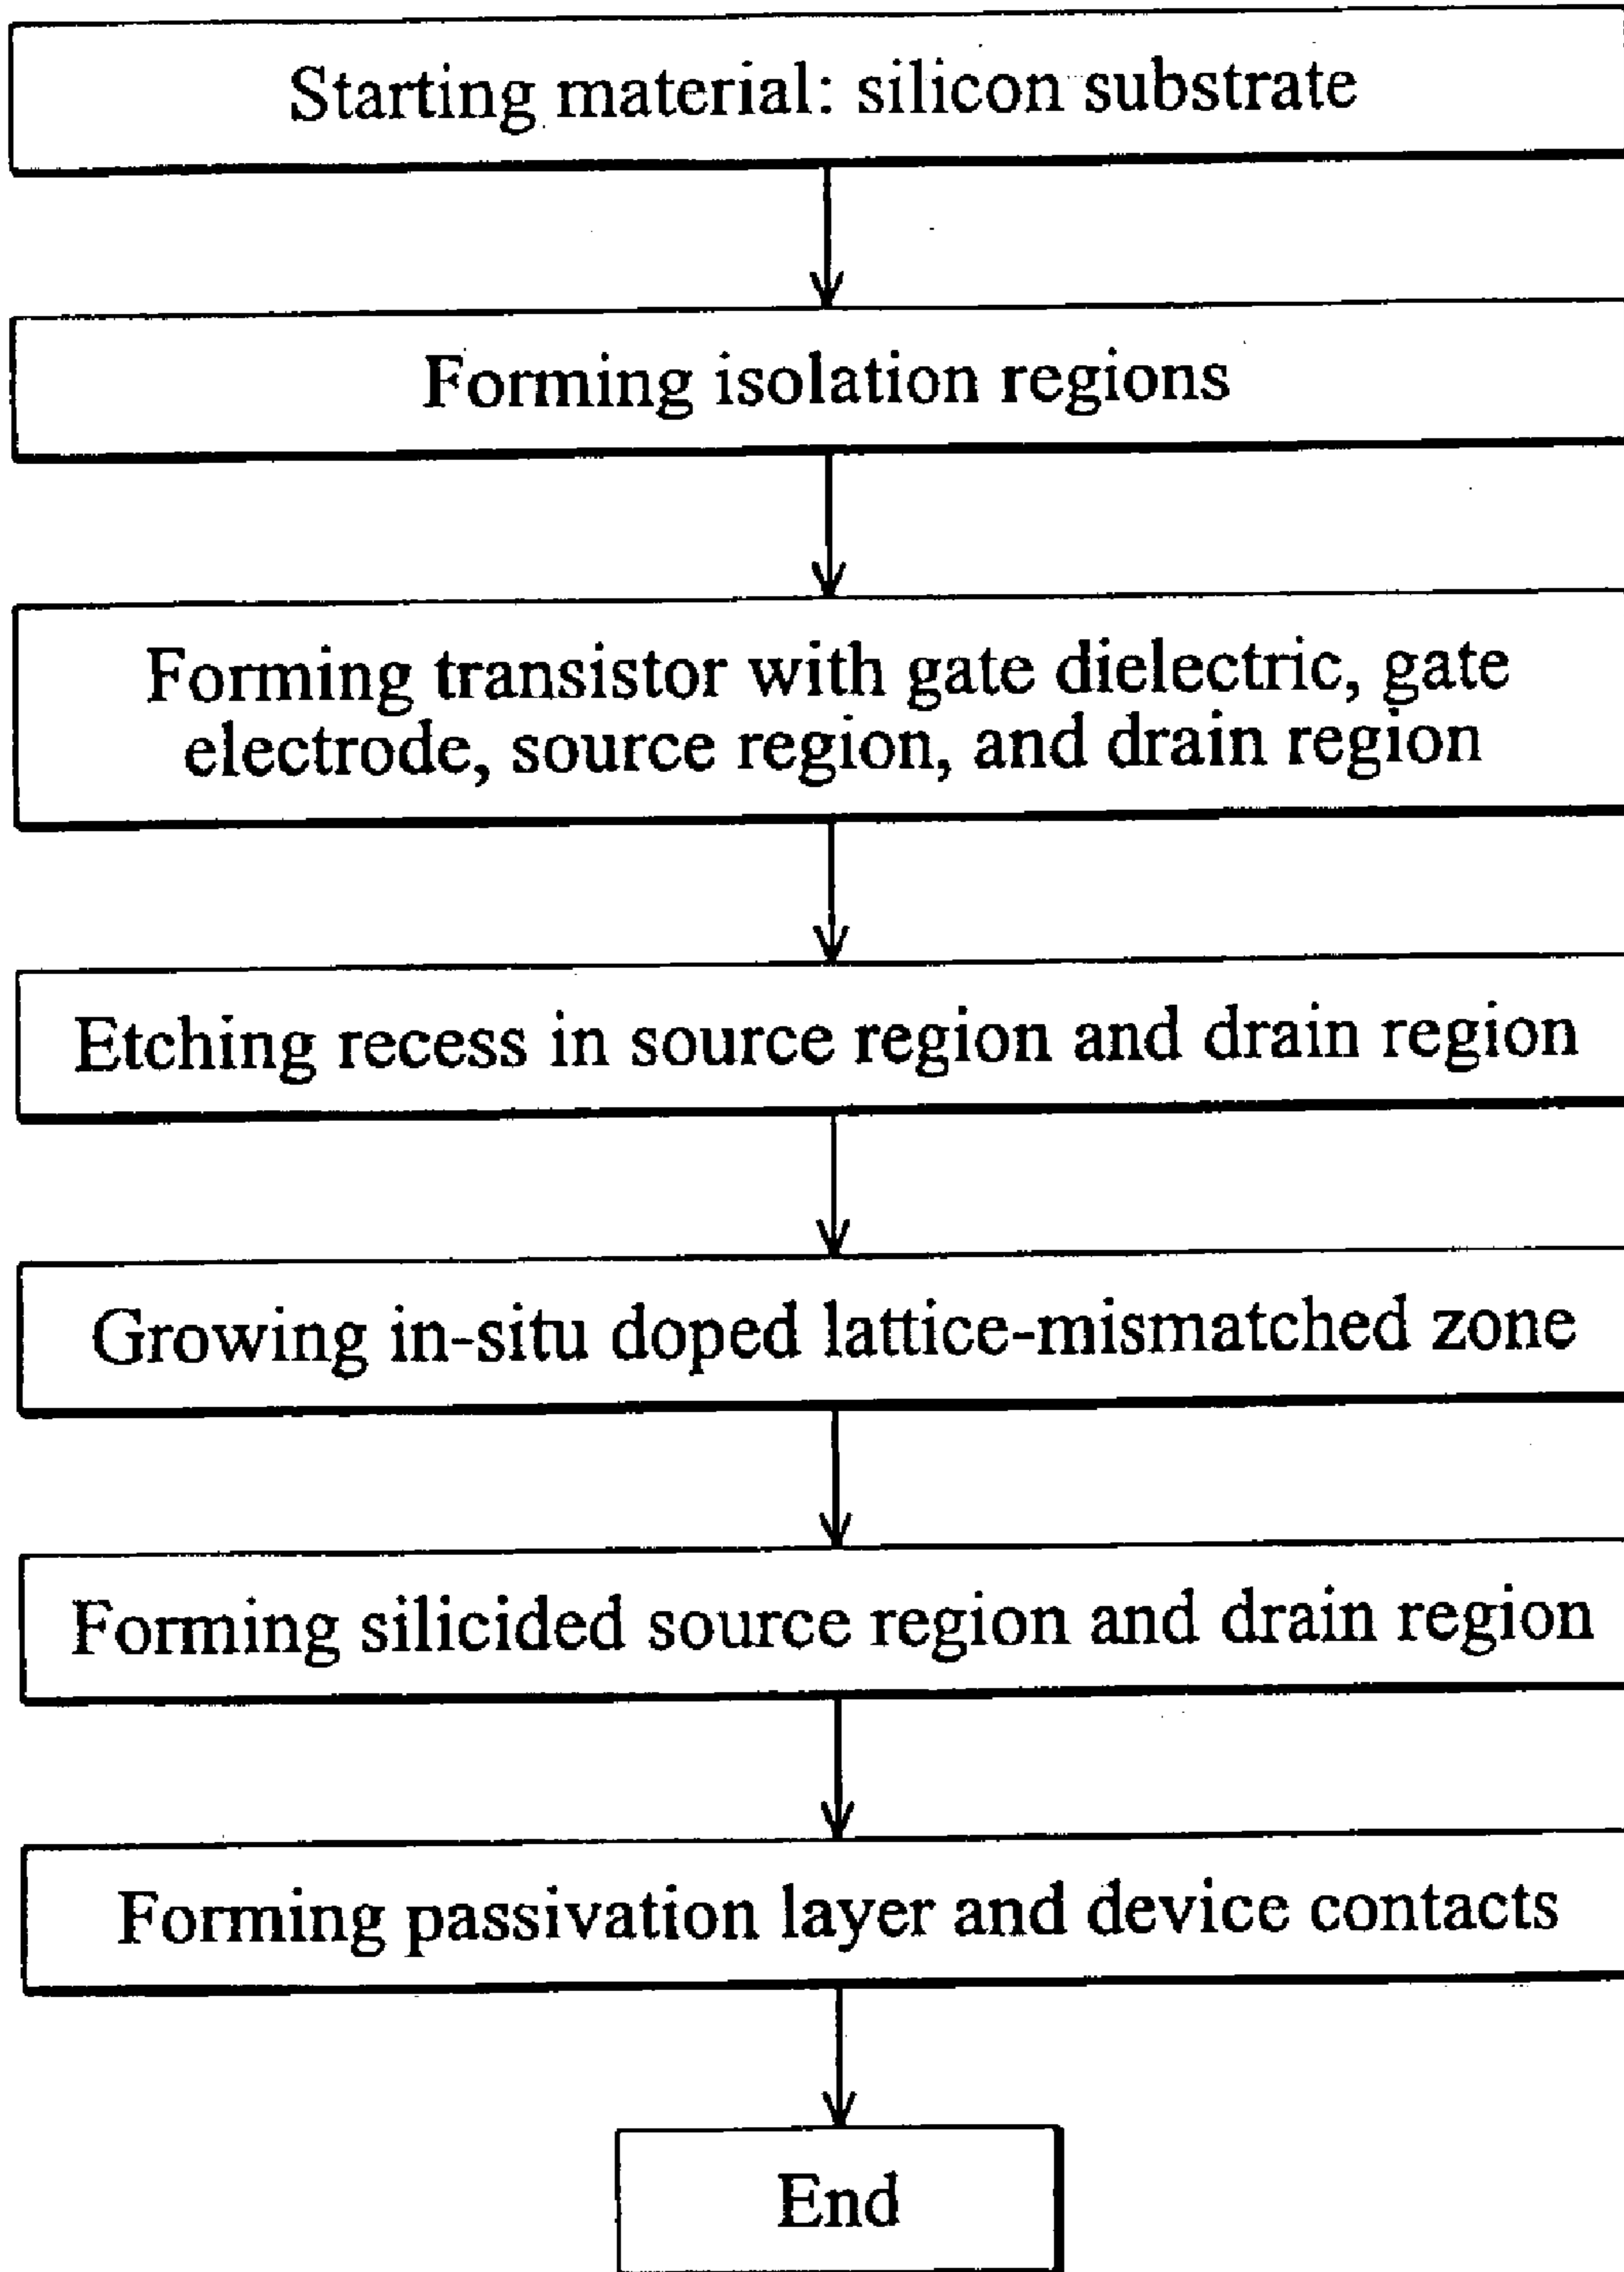 Starting material: silicon substrate
Forming isolation regions
Forming transistor with gate dielectric, gate
electrode, source region, and drain region
Etching recess in source region and drain region
Growing in-situ doped lattice-mismatched zone
Forming silicided source region and drain region
Forming passivation layer and device contacts
End